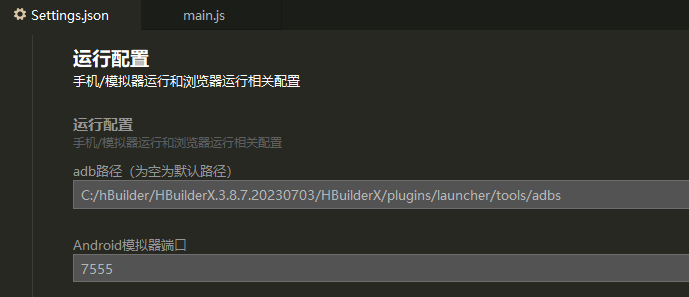 Settings.json
main.js
运行配置
手机/模拟器运行和浏览器运行相关配置
运行配置
手机/模拟器运行和浏览器运行相关配置
adb路径（为空为默认路径）
C:/hBuilder/HBuilderX.3.8.7.20230703/HBuilderX/plugins/launcher/tools/adbs
Android模拟器端口
7555